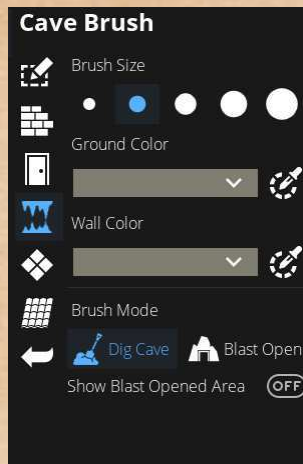 Cave Brush
Brush Size
Ground Color
Wall Color
Brush Mode
Dig Cave Blast Open
Show Blast Opened Area OFF